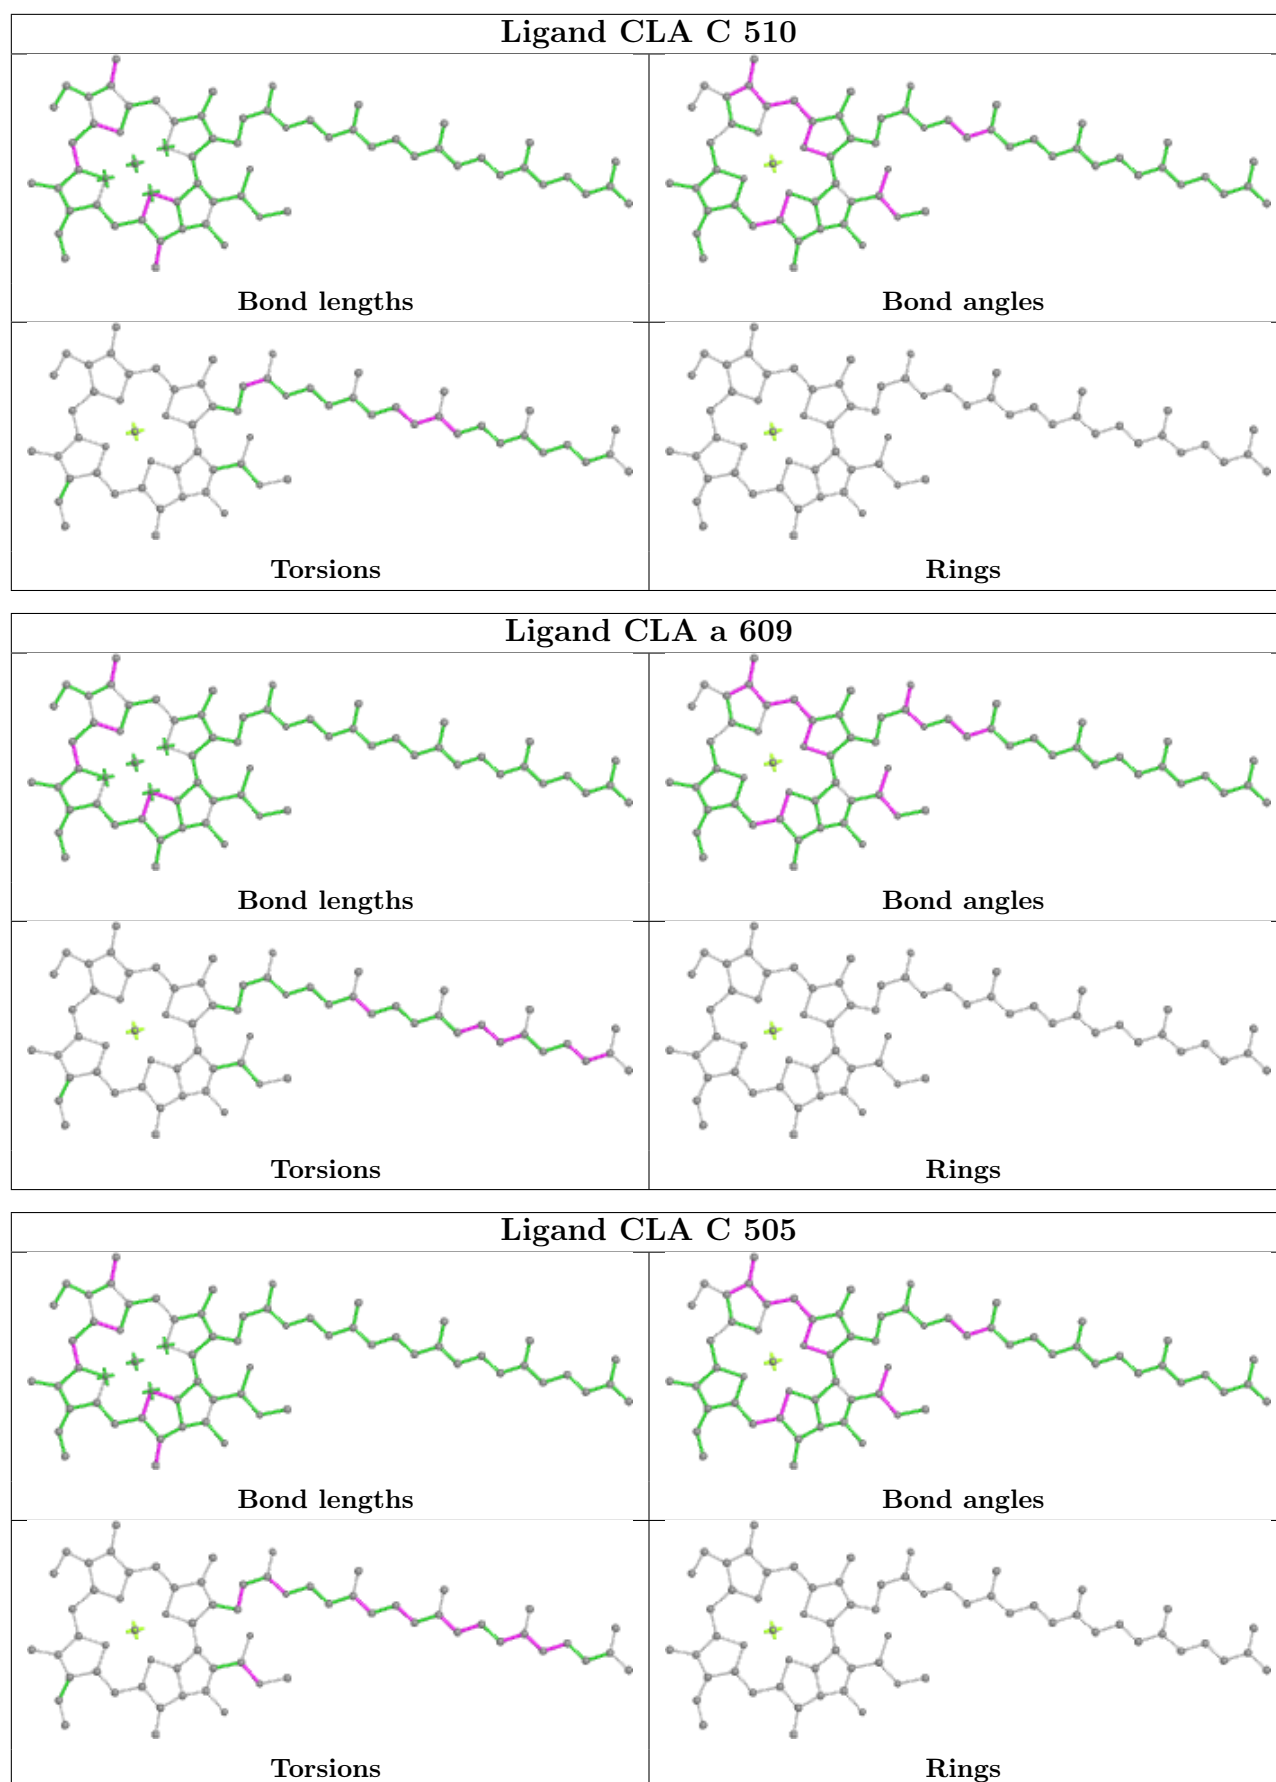 Ligand CLA C 510
Bond lengths
Bond angles
Torsions
Rings
Ligand CLA a 609
Bond lengths
Bond angles
Torsions
Rings
Ligand CLA C 505
Bond lengths
Bond angles
Torsions
Rings